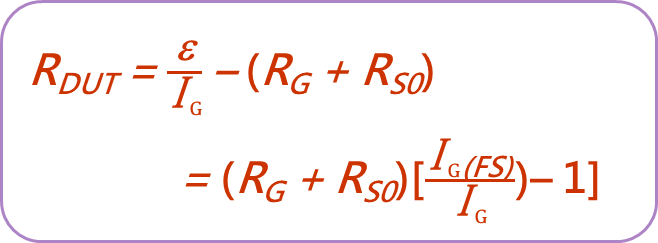 R_DUT = ε/I_G – (R_G + R_S0)
= (R_G + R_S0)[I_G(FS)/I_G) – 1]